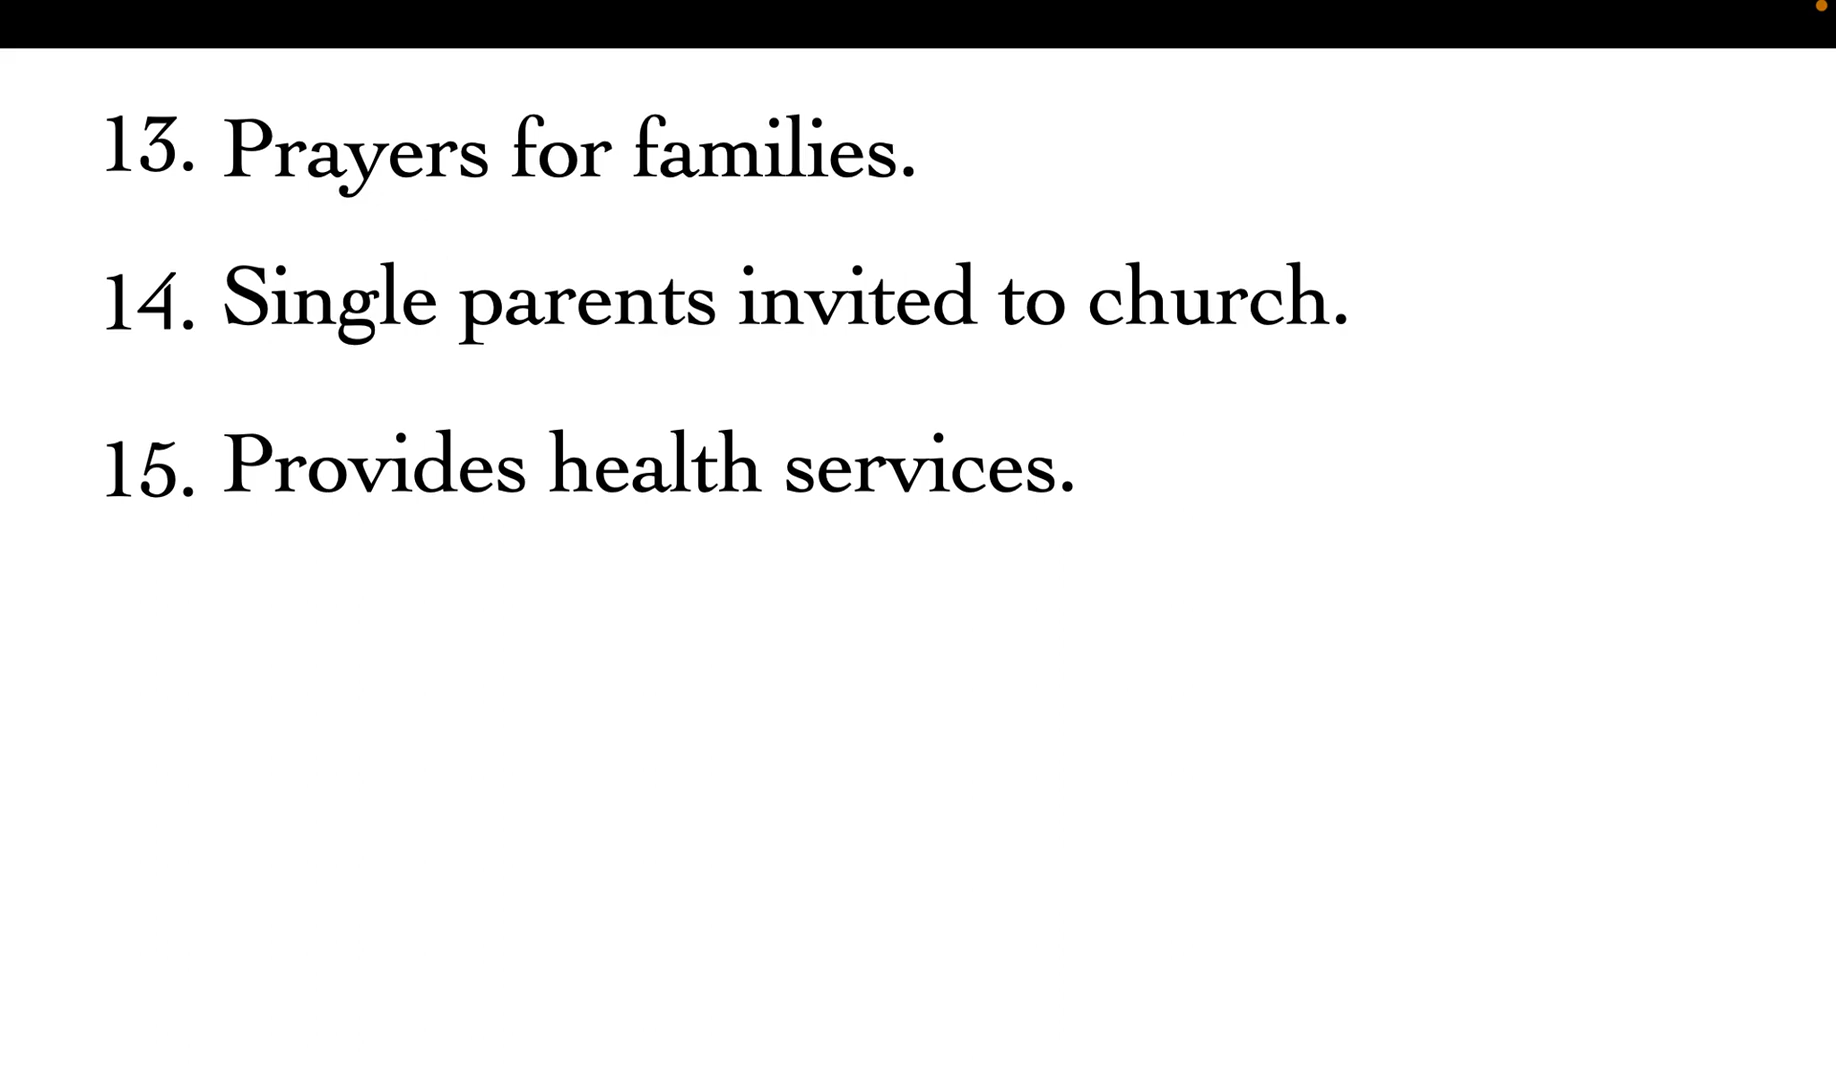 13. Prayers for families.
14. Single parents invited to church.
15. Provides health services.